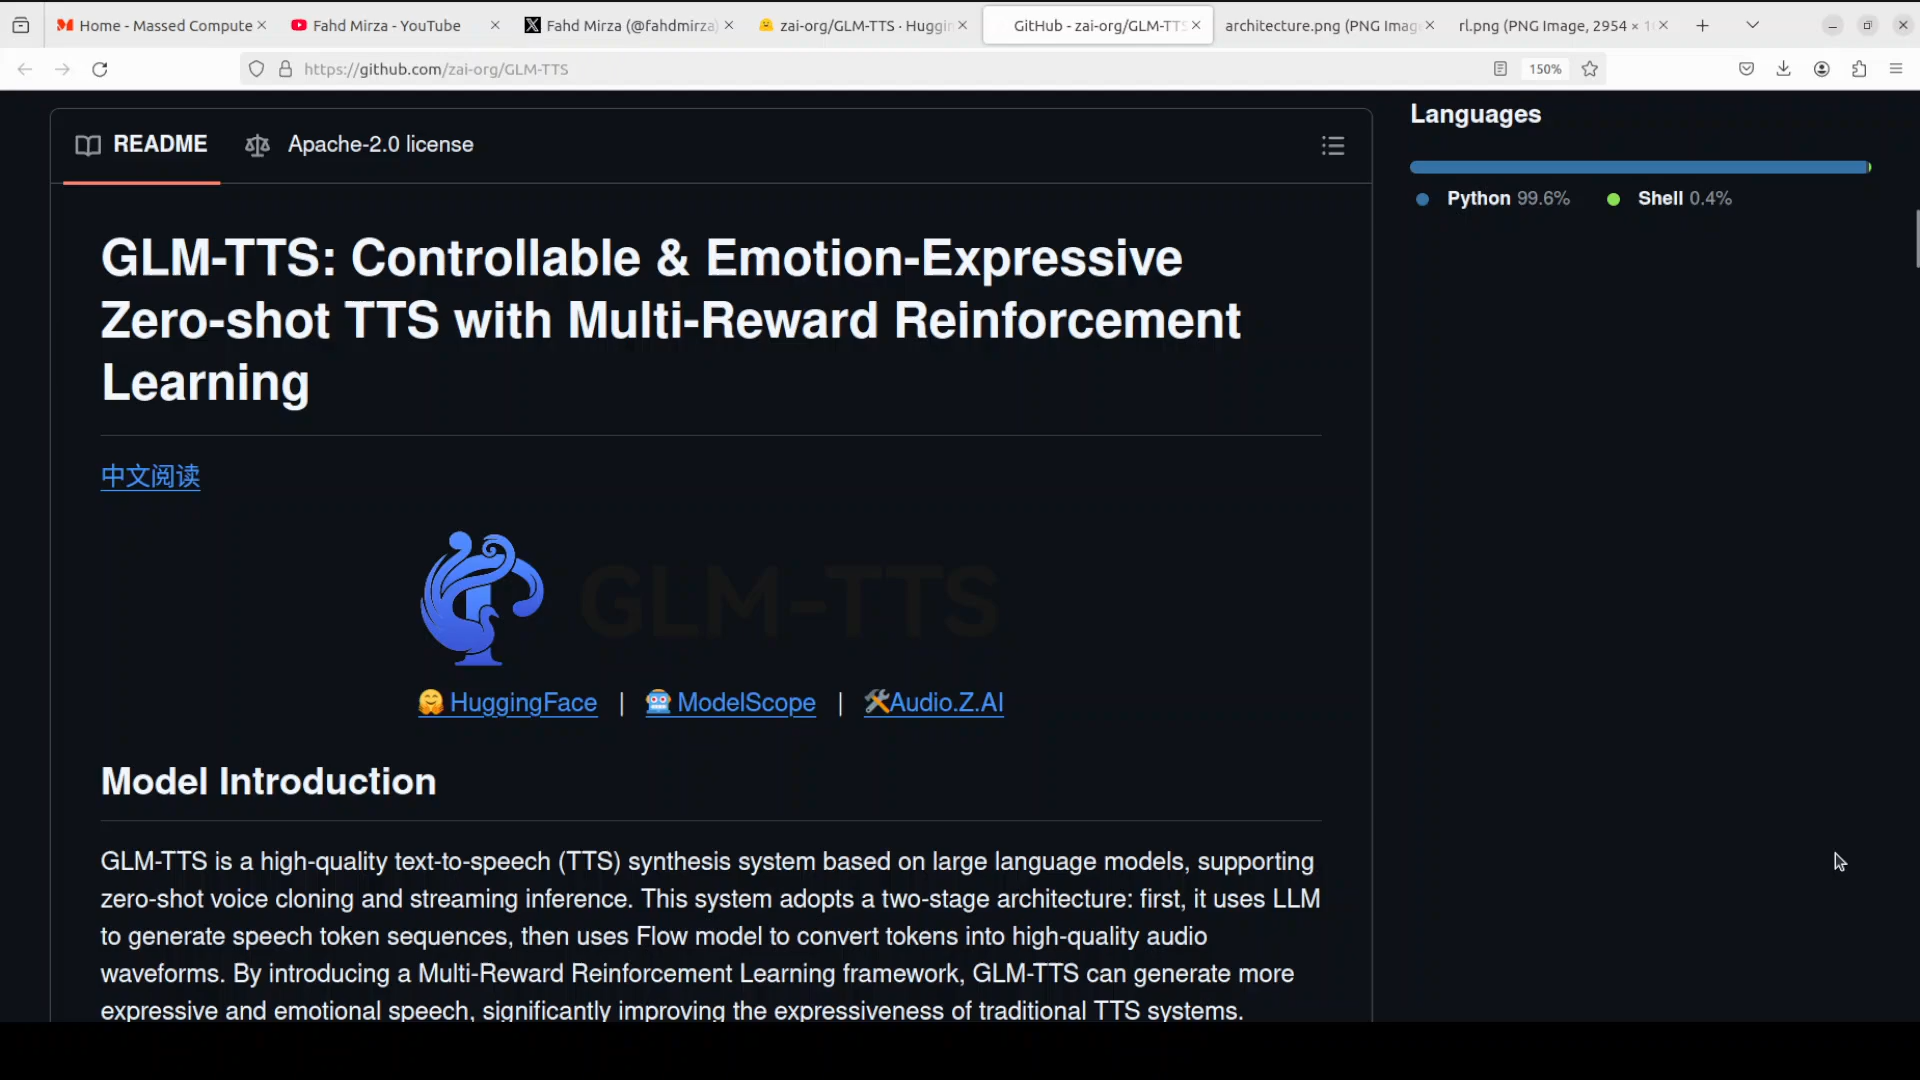 Home - Massed Compute
Fahd Mirza - YouTube
Fahd Mirza (@fahdmirza)
zai-org/GLM-TTS · Huggin
GitHub - zai-org/GLM-TTS
architecture.png (PNG Imag
rl.png (PNG Image, 2954 × 1
https://github.com/zai-org/GLM-TTS
150%
README
Apache-2.0 license
Languages
Python 99.6%
Shell 0.4%
GLM-TTS: Controllable & Emotion-Expressive
Zero-shot TTS with Multi-Reward Reinforcement
Learning
中文阅读
GLM-TTS
🤗 HuggingFace | 🤖 ModelScope | 🛠️Audio.Z.AI
Model Introduction
GLM-TTS is a high-quality text-to-speech (TTS) synthesis system based on large language models, supporting
zero-shot voice cloning and streaming inference. This system adopts a two-stage architecture: first, it uses LLM
to generate speech token sequences, then uses Flow model to convert tokens into high-quality audio
waveforms. By introducing a Multi-Reward Reinforcement Learning framework, GLM-TTS can generate more
expressive and emotional speech, significantly improving the expressiveness of traditional TTS systems.